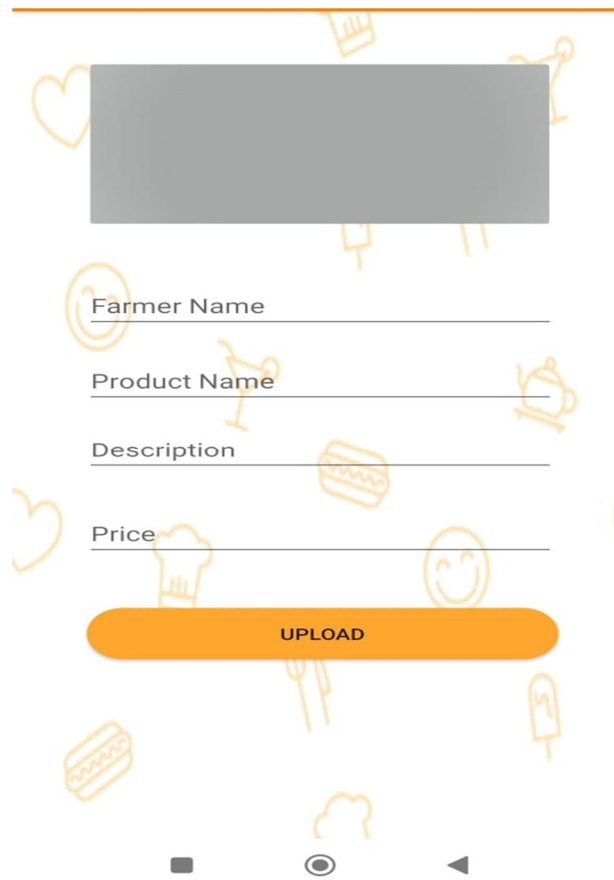 Farmer Name
Product Name
Description
Price
UPLOAD